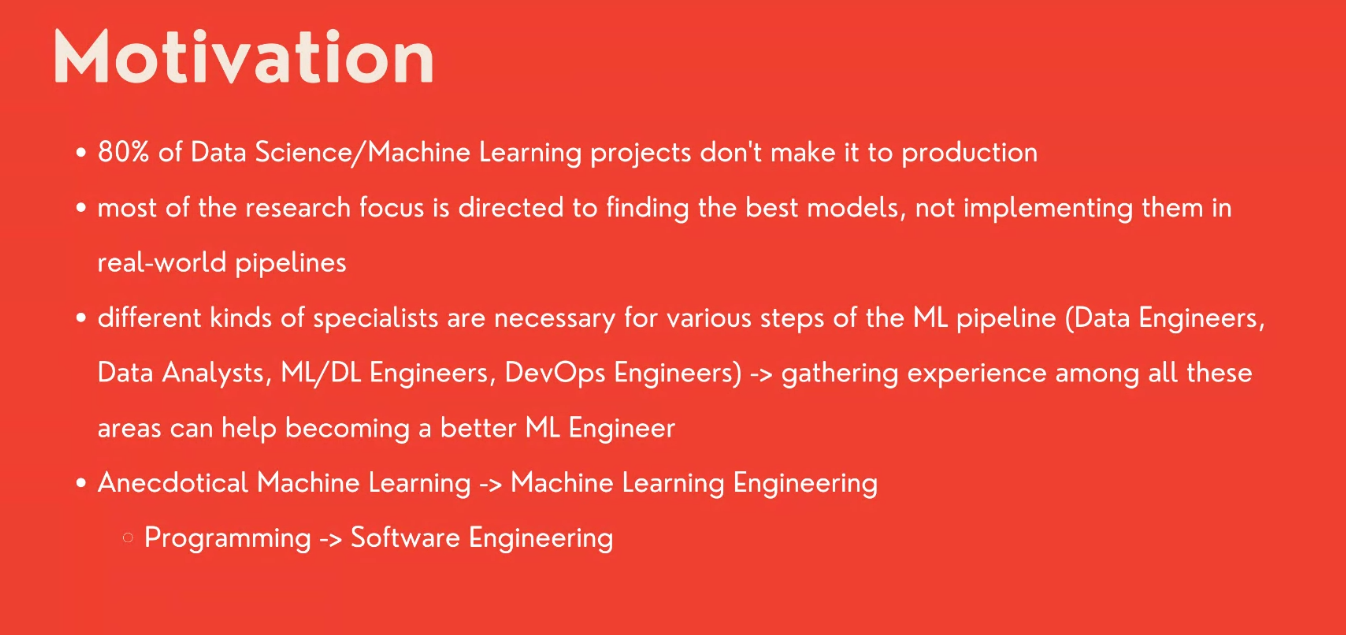 Motivation
• 80% of Data Science/Machine Learning projects don't make it to production
• most of the research focus is directed to finding the best models, not implementing them in
real-world pipelines
• different kinds of specialists are necessary for various steps of the ML pipeline (Data Engineers,
Data Analysts, ML/DL Engineers, DevOps Engineers) -> gathering experience among all these
areas can help becoming a better ML Engineer
• Anecdotical Machine Learning -> Machine Learning Engineering
○ Programming -> Software Engineering